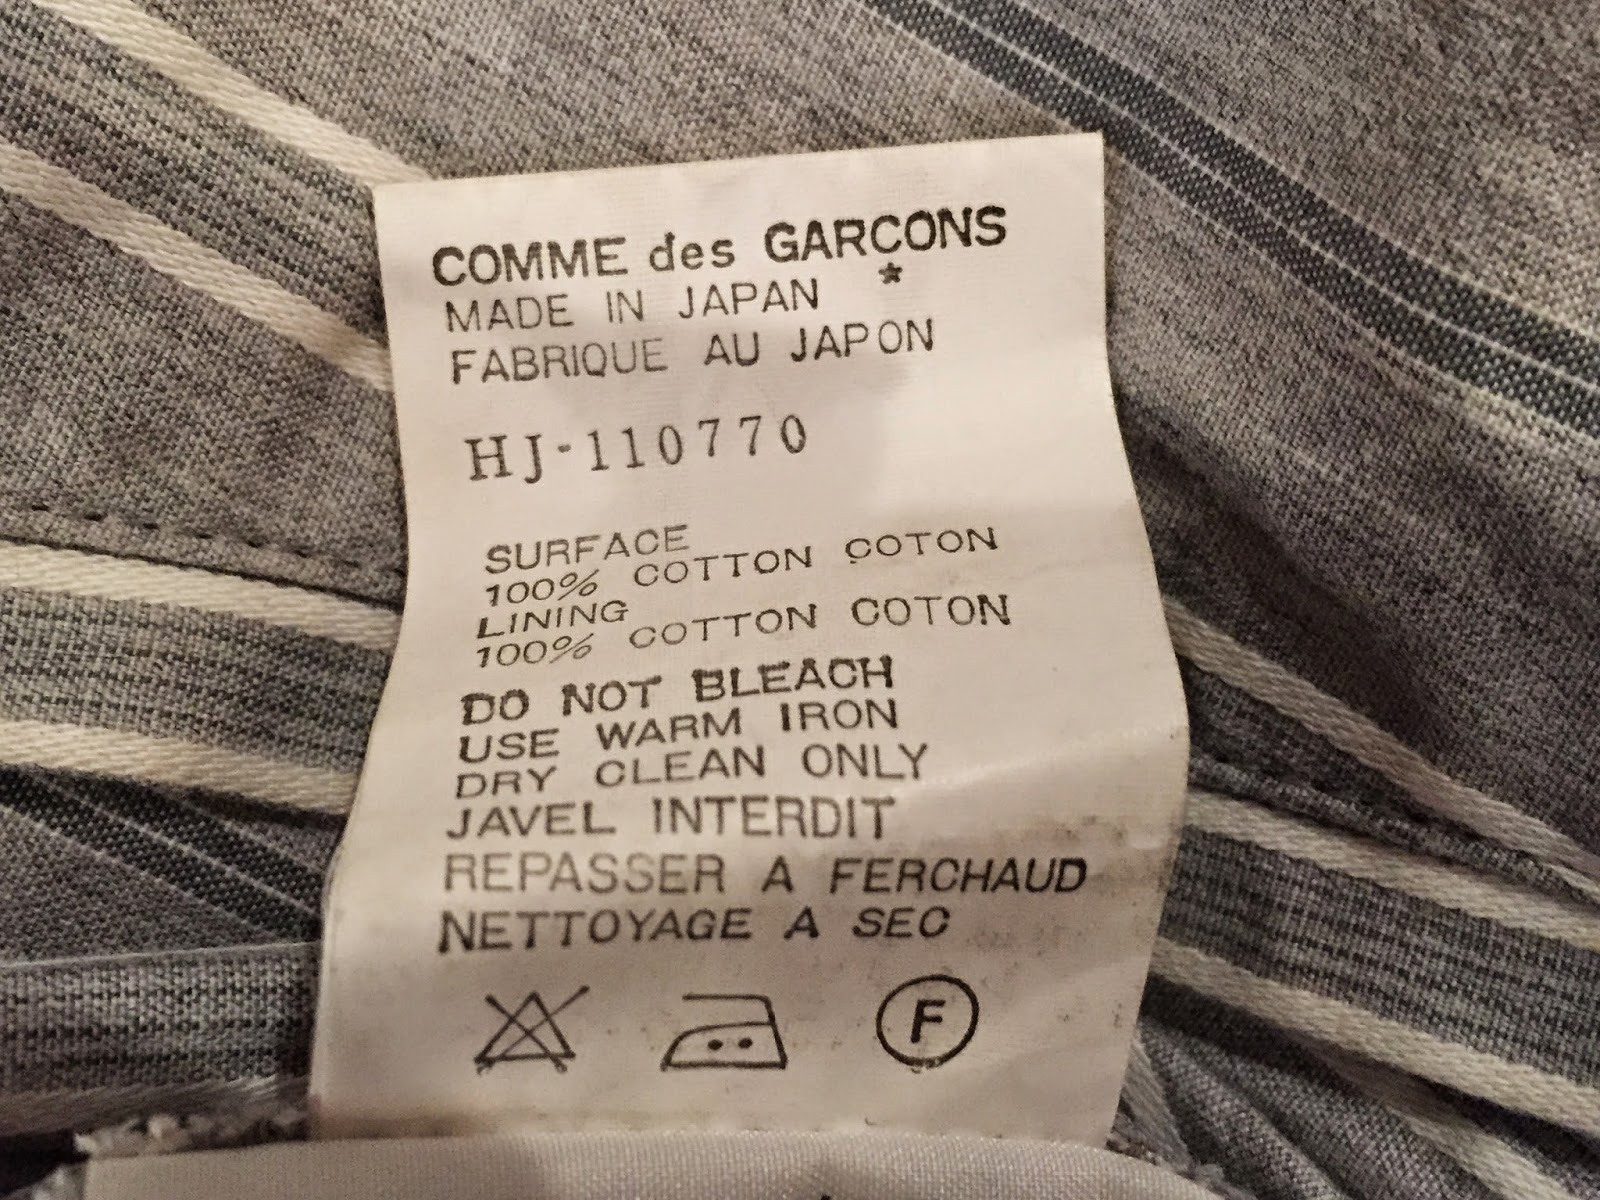 COMME des GARCONS
*
MADE IN JAPAN
FABRIQUE AU JAPON
HJ-110770
SURFACE
100% COTTON COTON
LINING
100% COTTON COTON
DO NOT BLEACH
USE WARM IRON
DRY CLEAN ONLY
JAVEL INTERDIT
REPASSER A FERCHAUD
NETTOYAGE A SEC
F